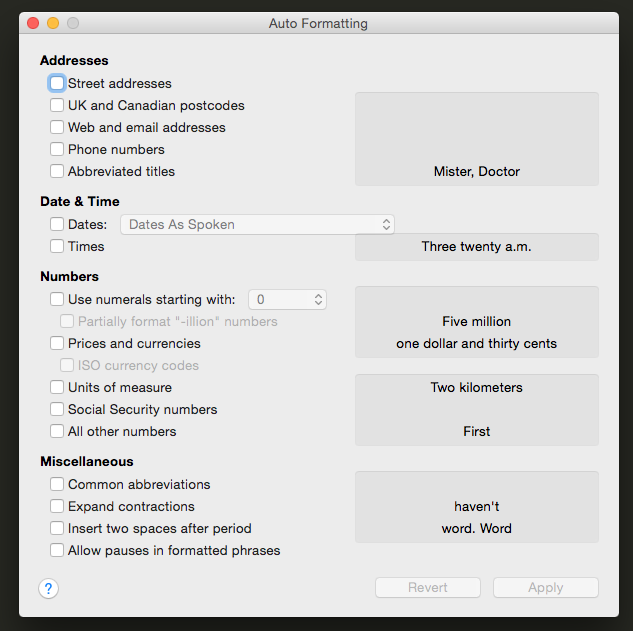 Auto Formatting
Addresses
Street addresses
UK and Canadian postcodes
Web and email addresses
Phone numbers
Abbreviated titles
Mister, Doctor
Date & Time
Dates: Dates As Spoken
Times
Three twenty a.m.
Numbers
Use numerals starting with: 0
Partially format "-illion" numbers
Five million
Prices and currencies
one dollar and thirty cents
ISO currency codes
Units of measure
Two kilometers
Social Security numbers
All other numbers
First
Miscellaneous
Common abbreviations
Expand contractions
haven't
Insert two spaces after period
word. Word
Allow pauses in formatted phrases
?
Revert
Apply